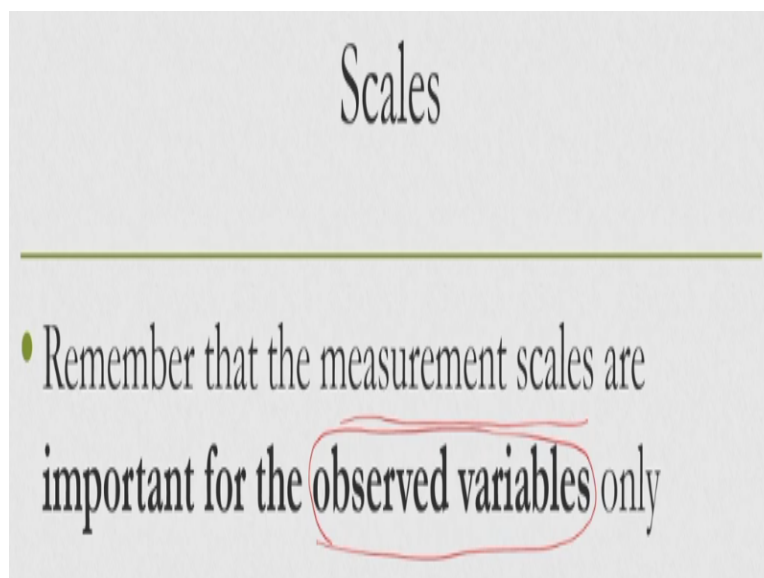 Scales
• Remember that the measurement scales are
important for the observed variables only